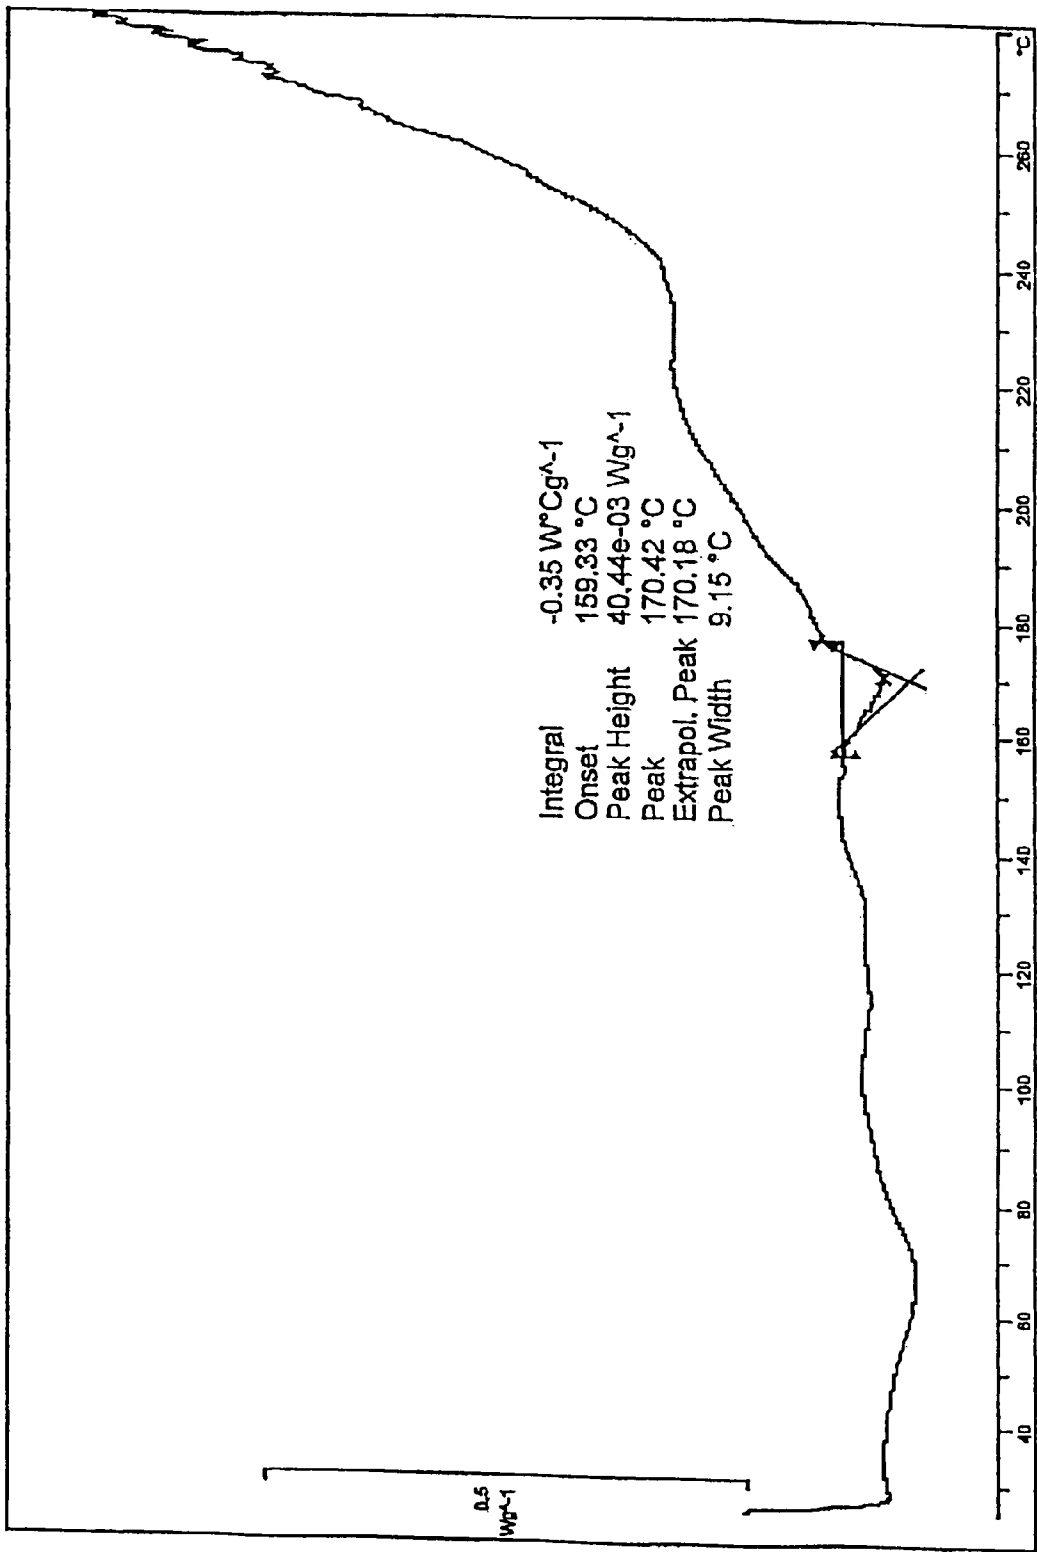 Integral -0.35 W°Cg^-1
Onset 159.33 °C
Peak Height 40.44e-03 Wg^-1
Peak 170.42 °C
Extrapol. Peak 170.18 °C
Peak Width 9.15 °C
0.5
Wg^-1
40 60 80 100 120 140 160 180 200 220 240 260 °C